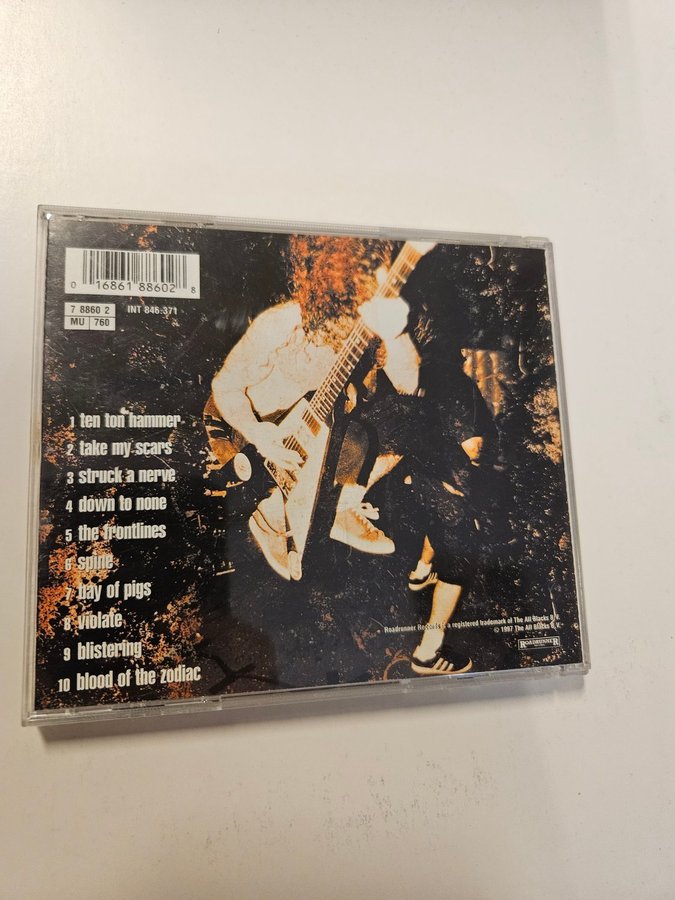 0 16861 88602 8
7 8860 2
MU 760
INT 846.371
1 ten ton hammer
2 take my scars
3 struck a nerve
4 down to none
5 the frontlines
6 spine
7 bay of pigs
8 violate
9 blistering
10 blood of the zodiac
Roadrunner Records is a registered trademark of The All Blacks B.V.
© 1997 The All Blacks B.V.
ROADRUNNER